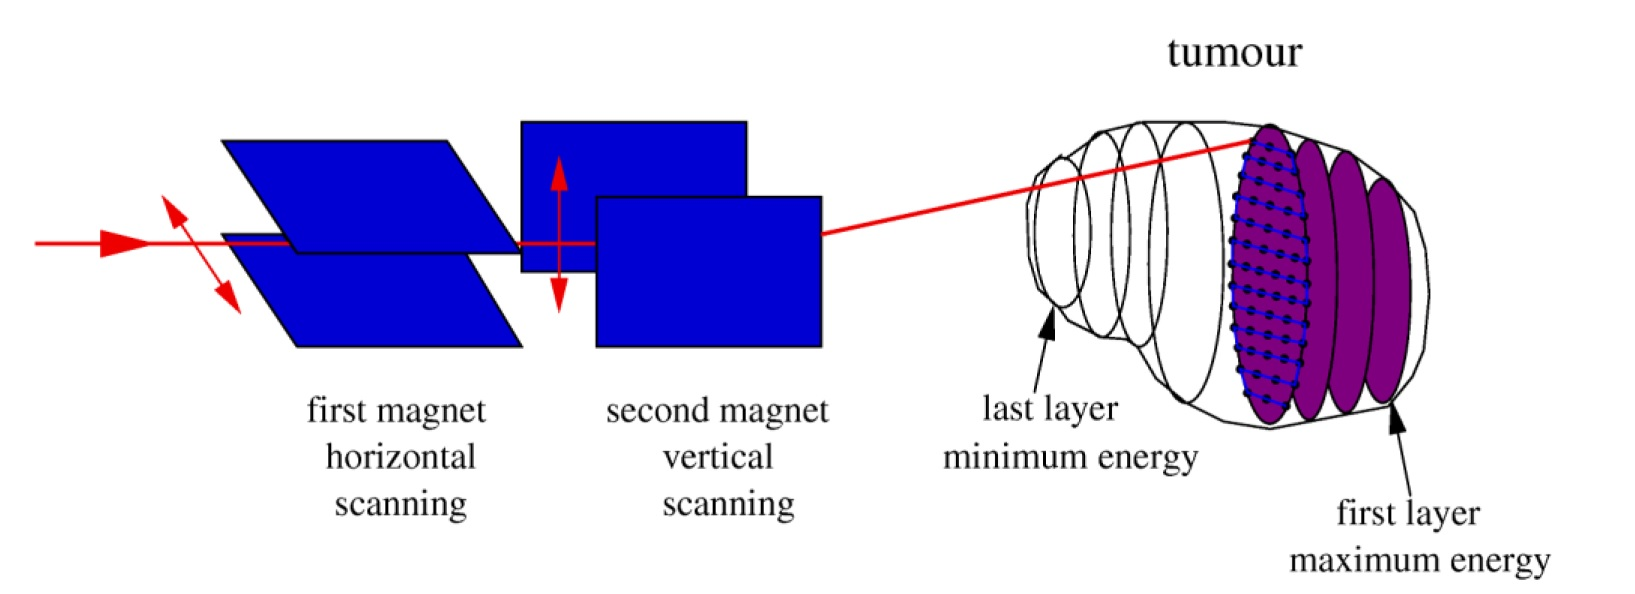 tumour
first magnet
horizontal
scanning
second magnet
vertical
scanning
last layer
minimum energy
first layer
maximum energy